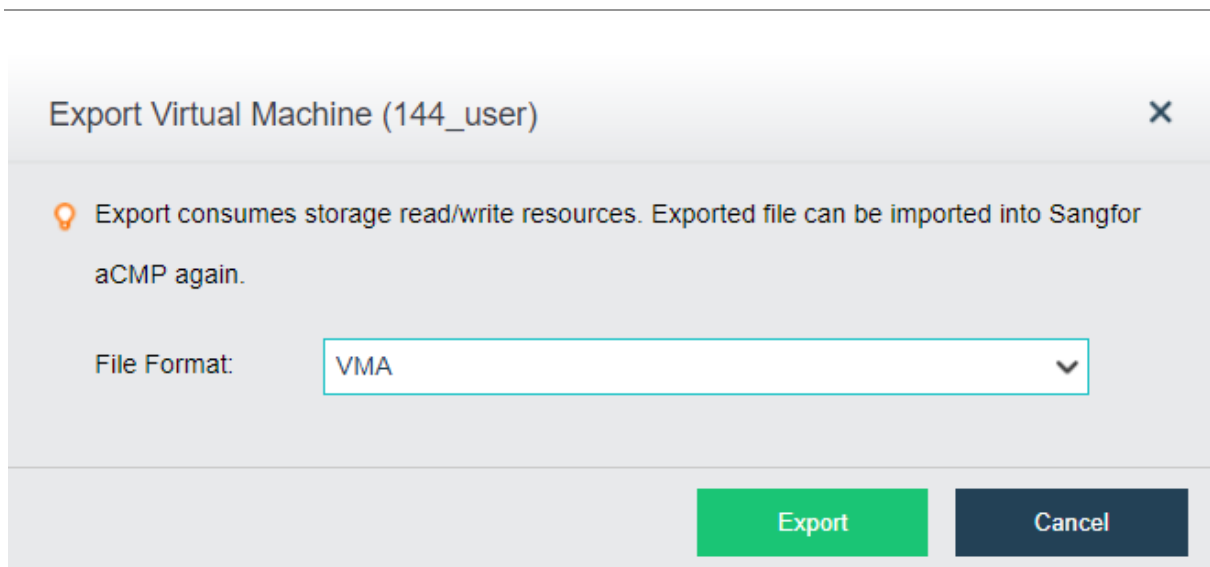 Export Virtual Machine (144_user)
Export consumes storage read/write resources. Exported file can be imported into Sangfor
aCMP again.
File Format: VMA
Export Cancel